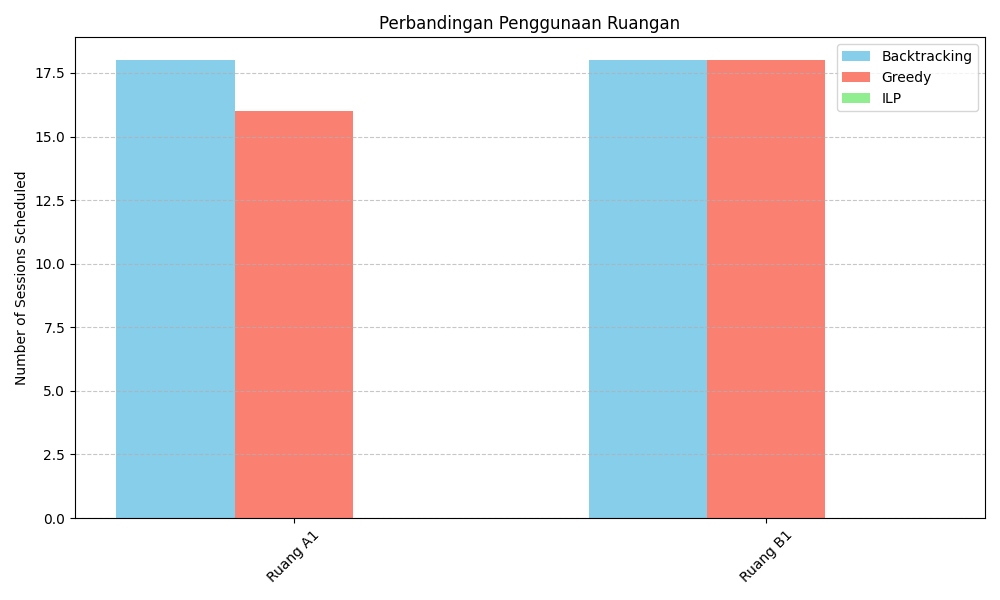 Perbandingan Penggunaan Ruangan
Backtracking
Greedy
ILP
Number of Sessions Scheduled
17.5
15.0
12.5
10.0
7.5
5.0
2.5
0.0
Ruang A1
Ruang B1